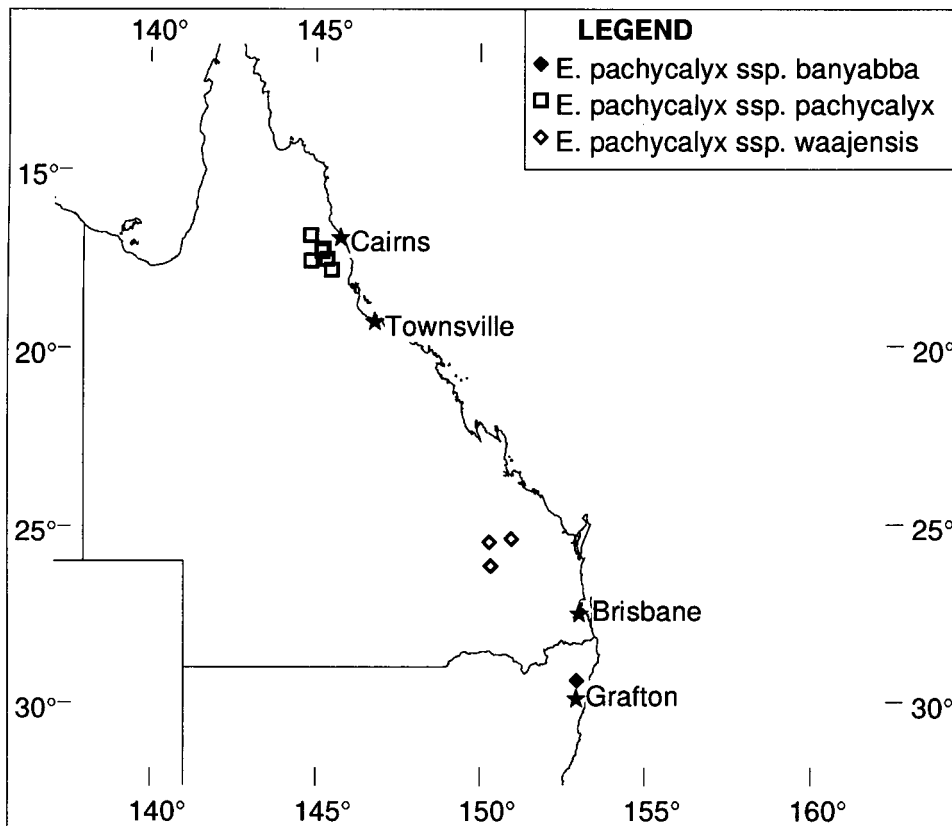 140° 145°
LEGEND
E. pachycalyx ssp. banyabba
E. pachycalyx ssp. pachycalyx
E. pachycalyx ssp. waajensis
15°
Cairns
Townsville
20° 20°
25° 25°
Brisbane
Grafton
30° 30°
140° 145° 150° 155° 160°